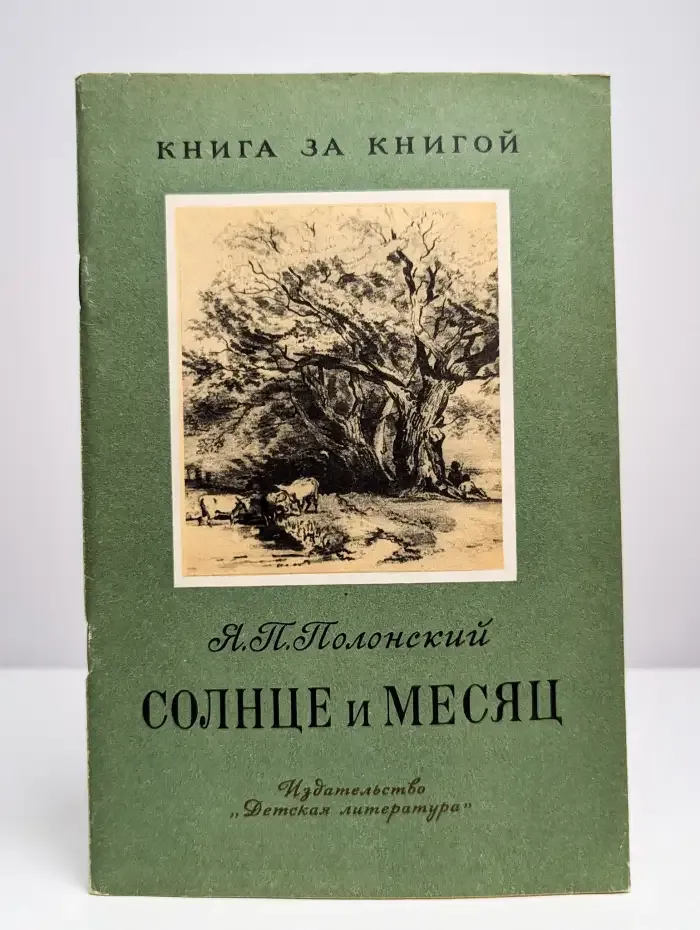 КНИГА ЗА КНИГОЙ
Я.П.Полонский
СОЛНЦЕ и МЕСЯЦ
Издательство
„Детская литература"